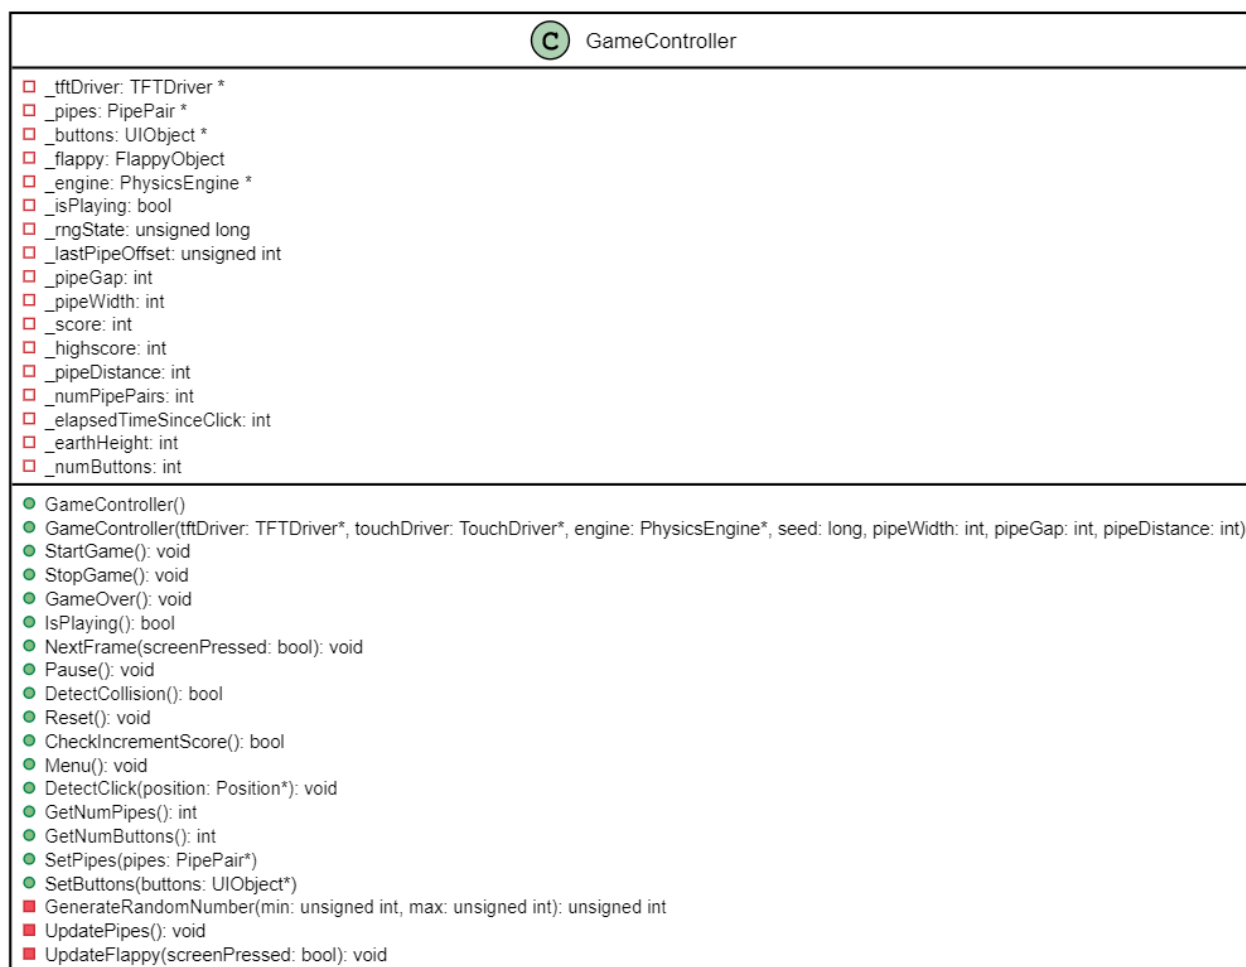 C GameController
_tftDriver: TFTDriver *
_pipes: PipePair *
_buttons: UIObject *
_flappy: FlappyObject
_engine: PhysicsEngine *
_isPlaying: bool
_rngState: unsigned long
_lastPipeOffset: unsigned int
_pipeGap: int
_pipeWidth: int
_score: int
_highscore: int
_pipeDistance: int
_numPipePairs: int
_elapsedTimeSinceClick: int
_earthHeight: int
_numButtons: int
GameController()
GameController(tftDriver: TFTDriver*, touchDriver: TouchDriver*, engine: PhysicsEngine*, seed: long, pipeWidth: int, pipeGap: int, pipeDistance: int)
StartGame(): void
StopGame(): void
GameOver(): void
IsPlaying(): bool
NextFrame(screenPressed: bool): void
Pause(): void
DetectCollision(): bool
Reset(): void
CheckIncrementScore(): bool
Menu(): void
DetectClick(position: Position*): void
GetNumPipes(): int
GetNumButtons(): int
SetPipes(pipes: PipePair*)
SetButtons(buttons: UIObject*)
GenerateRandomNumber(min: unsigned int, max: unsigned int): unsigned int
UpdatePipes(): void
UpdateFlappy(screenPressed: bool): void